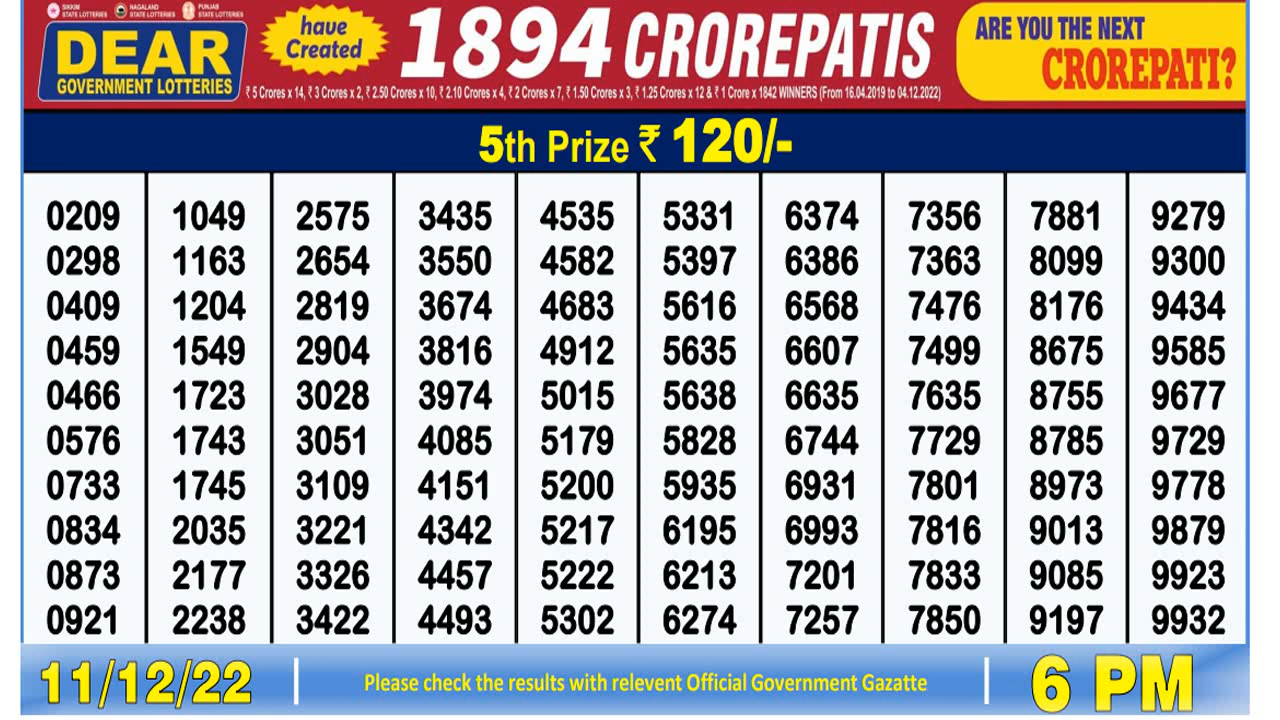 SIKKIM STATE LOTTERIES NAGALAND STATE LOTTERIES PUNJAB STATE LOTTERIES
DEAR
GOVERNMENT LOTTERIES
have
Created
1894 CROREPATIS
₹ 5 Crores x 14, ₹ 3 Crores x 2, ₹ 2.50 Crores x 10, ₹ 2.10 Crores x 4, ₹ 2 Crores x 7, ₹ 1.50 Crores x 3, ₹ 1.25 Crores x 12 & ₹ 1 Crore x 1842 WINNERS (From 16.04.2019 to 04.12.2022)
ARE YOU THE NEXT
CROREPATI?
5th Prize ₹ 120/-
0209 1049 2575 3435 4535 5331 6374 7356 7881 9279
0298 1163 2654 3550 4582 5397 6386 7363 8099 9300
0409 1204 2819 3674 4683 5616 6568 7476 8176 9434
0459 1549 2904 3816 4912 5635 6607 7499 8675 9585
0466 1723 3028 3974 5015 5638 6635 7635 8755 9677
0576 1743 3051 4085 5179 5828 6744 7729 8785 9729
0733 1745 3109 4151 5200 5935 6931 7801 8973 9778
0834 2035 3221 4342 5217 6195 6993 7816 9013 9879
0873 2177 3326 4457 5222 6213 7201 7833 9085 9923
0921 2238 3422 4493 5302 6274 7257 7850 9197 9932
11/12/22 Please check the results with relevent Official Government Gazatte 6 PM